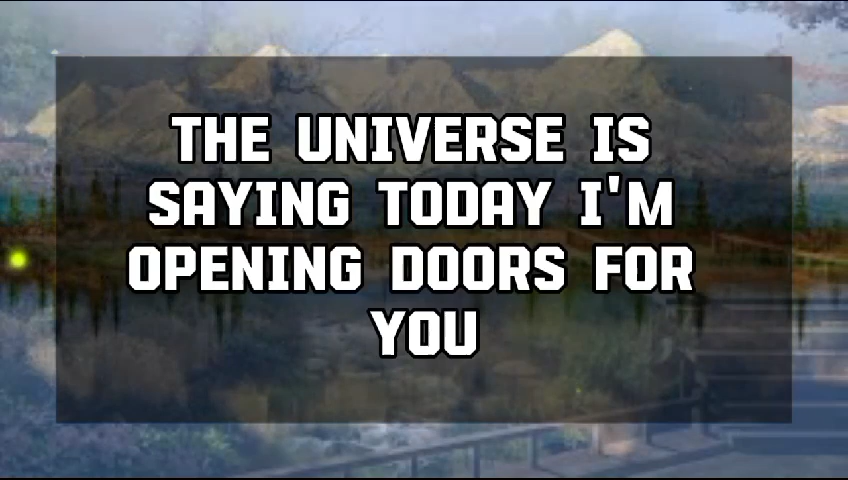 THE UNIVERSE IS
SAYING TODAY I'M
OPENING DOORS FOR
YOU